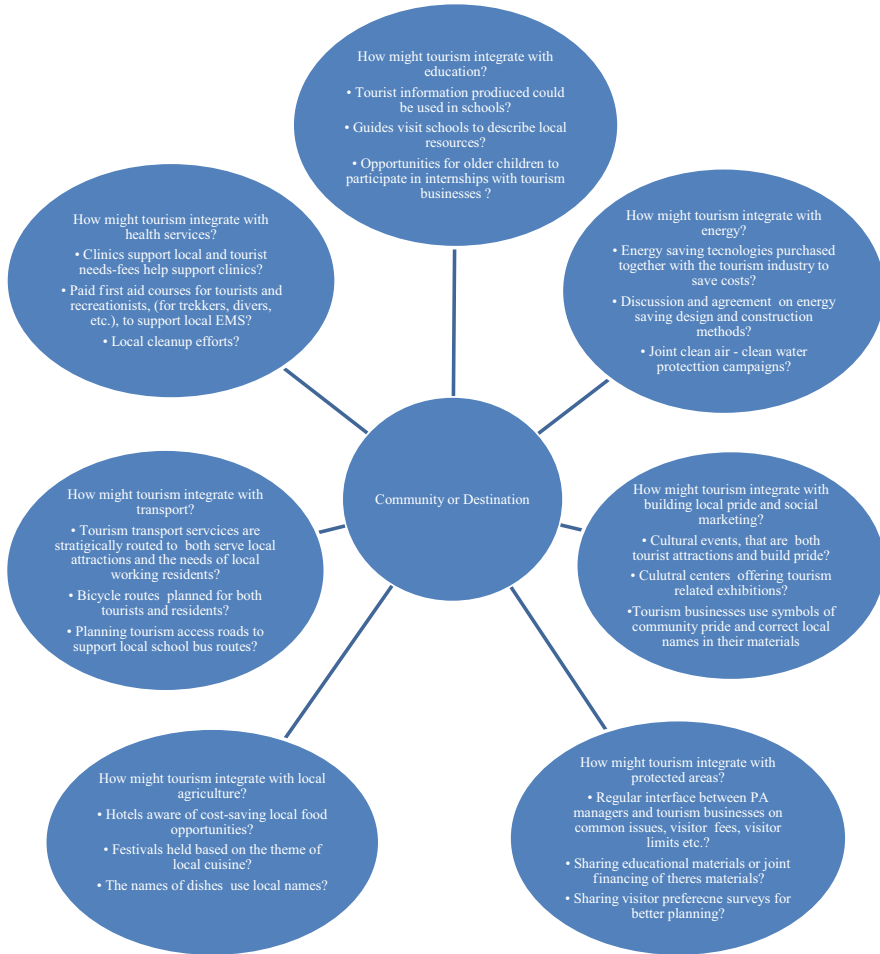 How might tourism integrate with
education?
• Tourist information prodiuced could
be used in schools?
• Guides visit schools to describe local
resources?
• Opportunities for older children to
participate in internships with tourism
businesses ?
How might tourism integrate with
health services?
• Clinics support local and tourist
needs-fees help support clinics?
• Paid first aid courses for tourists and
recreationists, (for trekkers, divers,
etc.), to support local EMS?
• Local cleanup efforts?
How might tourism integrate with
energy?
• Energy saving tecnologies purchased
together with the tourism industry to
save costs?
• Discussion and agreement on energy
saving design and construction
methods?
• Joint clean air - clean water
protecttion campaigns?
Community or Destination
How might tourism integrate with
transport?
• Tourism transport servcices are
stratigically routed to both serve local
attractions and the needs of local
working residents?
• Bicycle routes planned for both
tourists and residents?
• Planning tourism access roads to
support local school bus routes?
How might tourism integrate with
building local pride and social
marketing?
• Cultural events, that are both
tourist attractions and build pride?
• Culutral centers offering tourism
related exhibitions?
•Tourism businesses use symbols of
community pride and correct local
names in their materials
How might tourism integrate with local
agriculture?
• Hotels aware of cost-saving local food
opportunities?
• Festivals held based on the theme of
local cuisine?
• The names of dishes use local names?
How might tourism integrate with
protected areas?
• Regular interface between PA
managers and tourism businesses on
common issues, visitor fees, visitor
limits etc.?
• Sharing educational materials or joint
financing of theres materials?
• Sharing visitor preferecne surveys for
better planning?